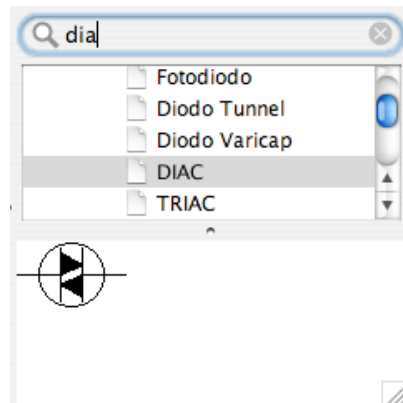 dia
Fotodiodo
Diodo Tunnel
Diodo Varicap
DIAC
TRIAC